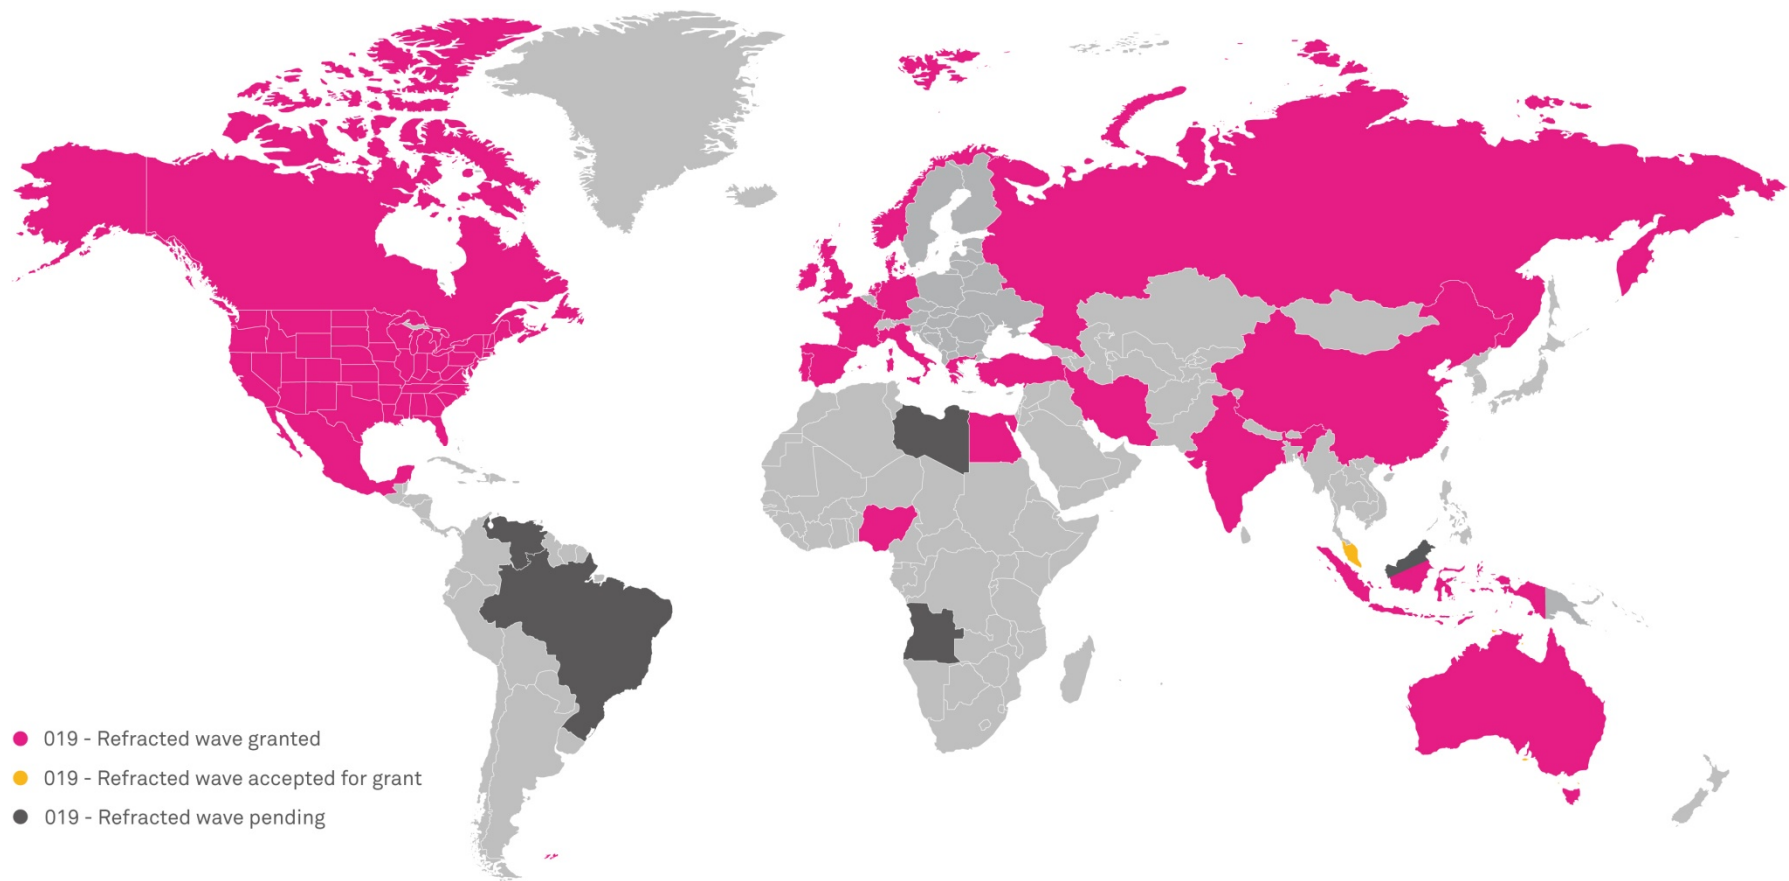 019 - Refracted wave granted
019 - Refracted wave accepted for grant
019 - Refracted wave pending